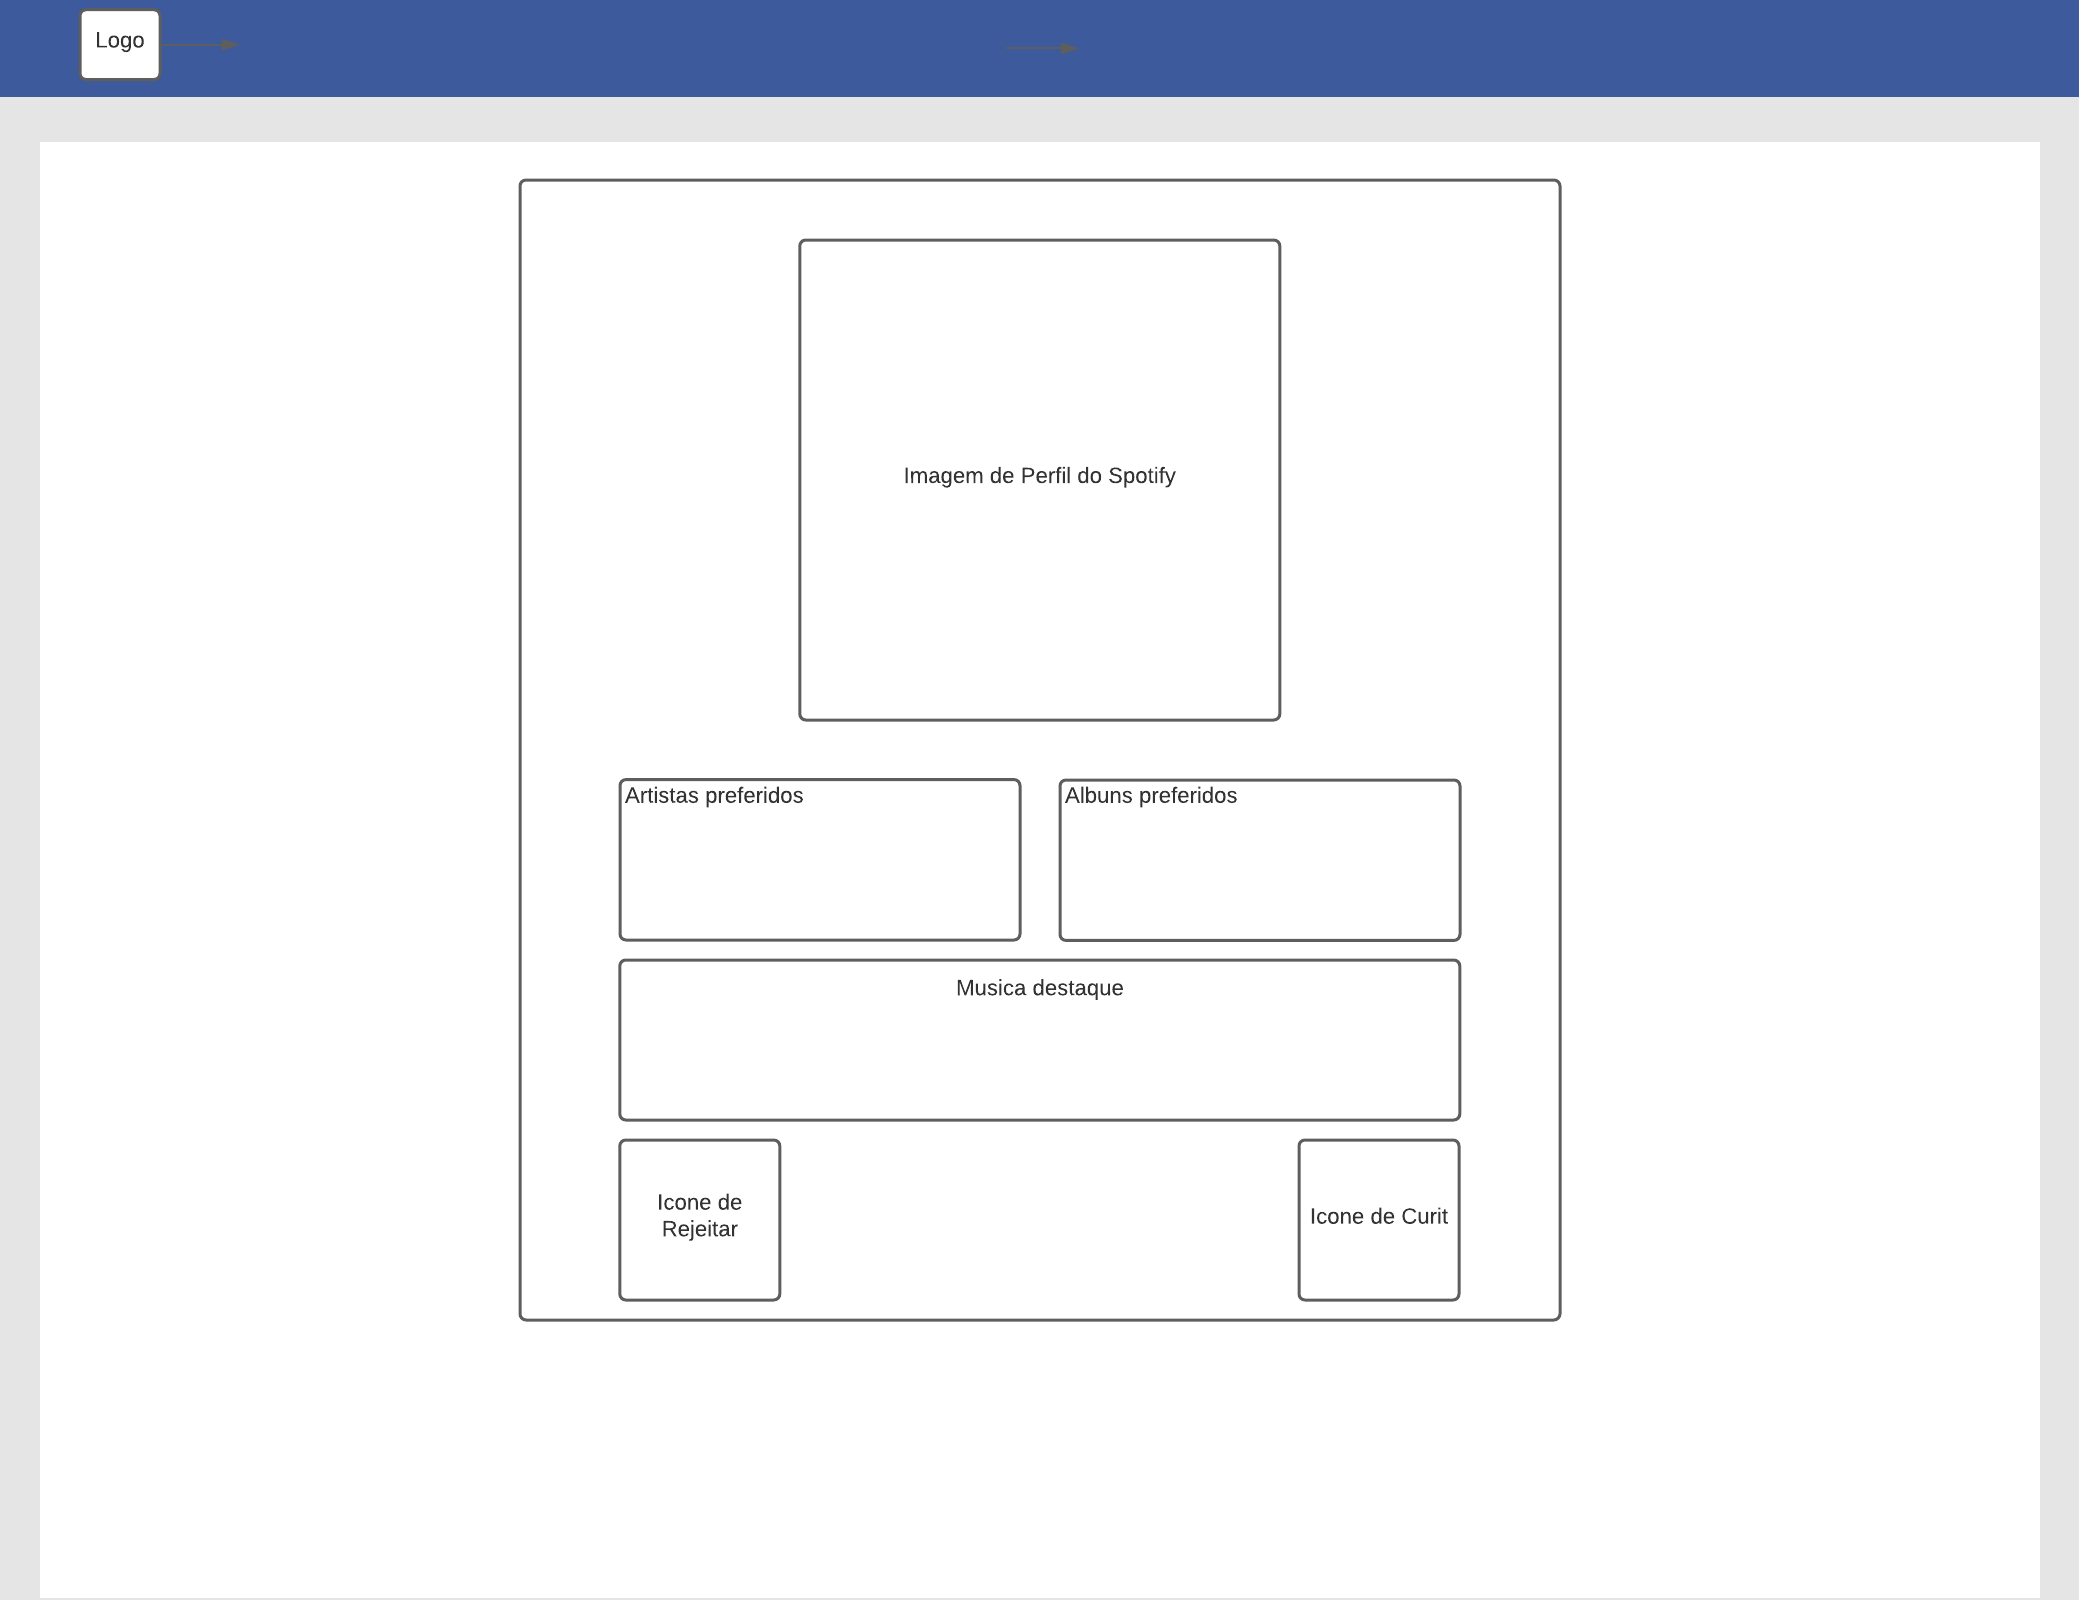 Logo
Imagem de Perfil do Spotify
Artistas preferidos
Albuns preferidos
Musica destaque
Icone de
Rejeitar
Icone de Curit